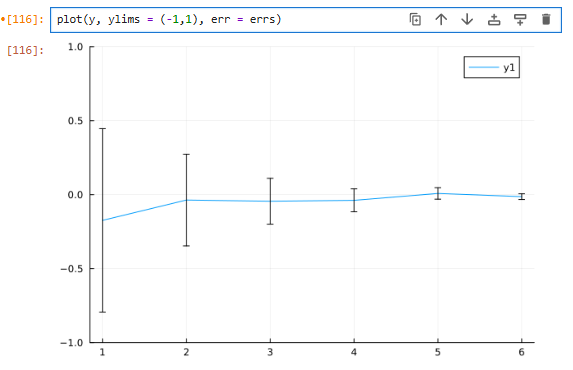 [116]: plot(y, ylims = (-1,1), err = errs)
[116]:
1.0
y1
0.5
0.0
−0.5
−1.0
1 2 3 4 5 6